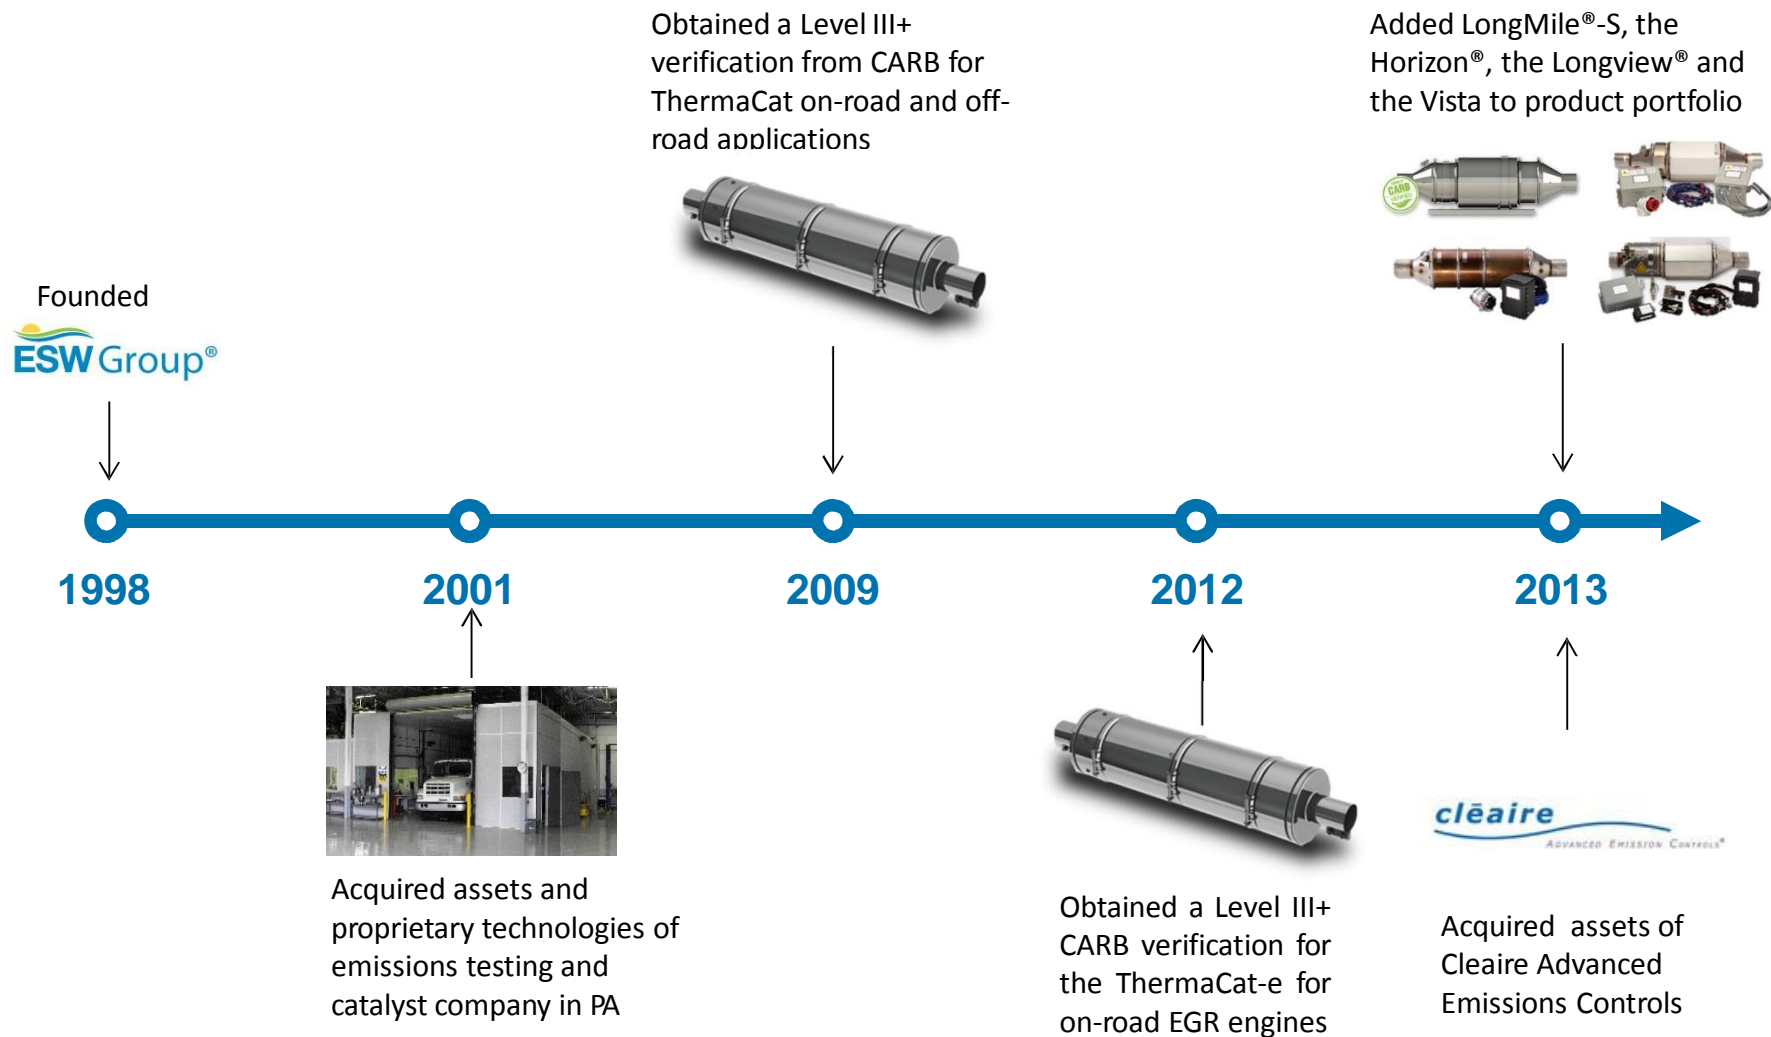 Obtained a Level III+
verification from CARB for
ThermaCat on-road and off-
road applications
Added LongMile®-S, the
Horizon®, the Longview® and
the Vista to product portfolio
CARB
Founded
ESW Group®
1998
2001
2009
2012
2013
Acquired assets and
proprietary technologies of
emissions testing and
catalyst company in PA
Obtained a Level III+
CARB verification for
the ThermaCat-e for
on-road EGR engines
clēaire
ADVANCED EMISSION CONTROLS®
Acquired assets of
Cleaire Advanced
Emissions Controls